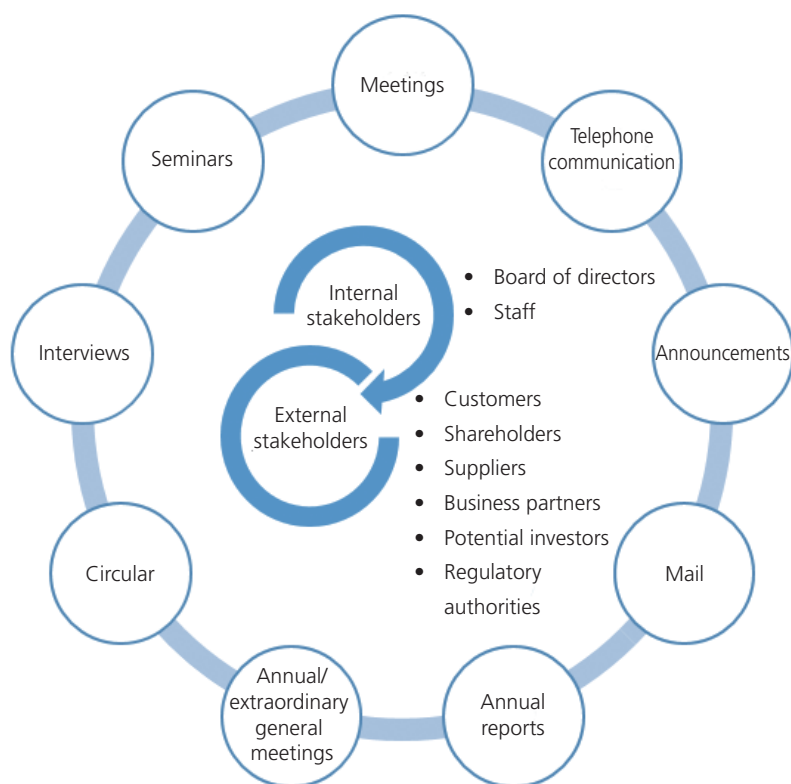 Meetings
Telephone
communication
Announcements
Mail
Annual
reports
Annual/
extraordinary
general
meetings
Circular
Interviews
Seminars
Internal
stakeholders
• Board of directors
• Staff
External
stakeholders
• Customers
• Shareholders
• Suppliers
• Business partners
• Potential investors
• Regulatory
authorities